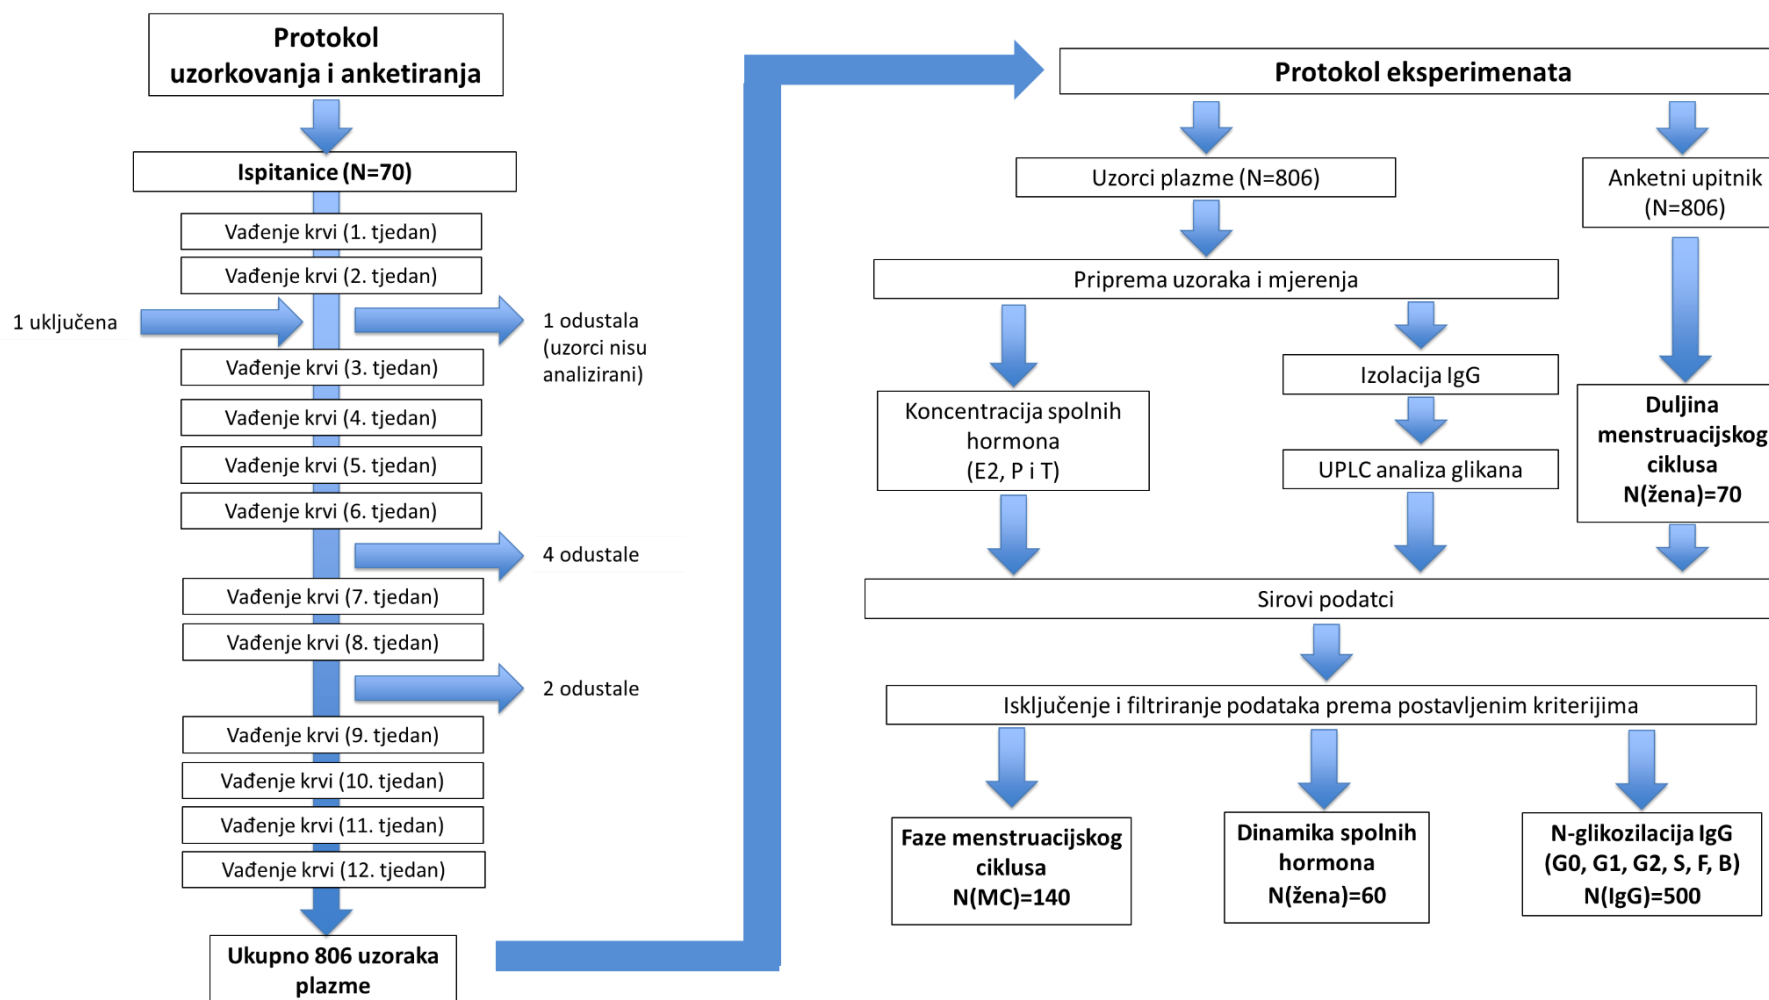 Protokol
uzorkovanja i anketiranja
Ispitanice (N=70)
Vađenje krvi (1. tjedan)
Vađenje krvi (2. tjedan)
1 uključena
1 odustala
(uzorci nisu
analizirani)
Vađenje krvi (3. tjedan)
Vađenje krvi (4. tjedan)
Vađenje krvi (5. tjedan)
Vađenje krvi (6. tjedan)
4 odustale
Vađenje krvi (7. tjedan)
Vađenje krvi (8. tjedan)
2 odustale
Vađenje krvi (9. tjedan)
Vađenje krvi (10. tjedan)
Vađenje krvi (11. tjedan)
Vađenje krvi (12. tjedan)
Ukupno 806 uzoraka
plazme
Protokol eksperimenata
Uzorci plazme (N=806)
Anketni upitnik
(N=806)
Priprema uzoraka i mjerenja
Koncentracija spolnih
hormona
(E2, P i T)
Izolacija IgG
UPLC analiza glikana
Duljina
menstruacijskog
ciklusa
N(žena)=70
Sirovi podatci
Isključenje i filtriranje podataka prema postavljenim kriterijima
Faze menstruacijskog
ciklusa
N(MC)=140
Dinamika spolnih
hormona
N(žena)=60
N-glikozilacija IgG
(G0, G1, G2, S, F, B)
N(IgG)=500